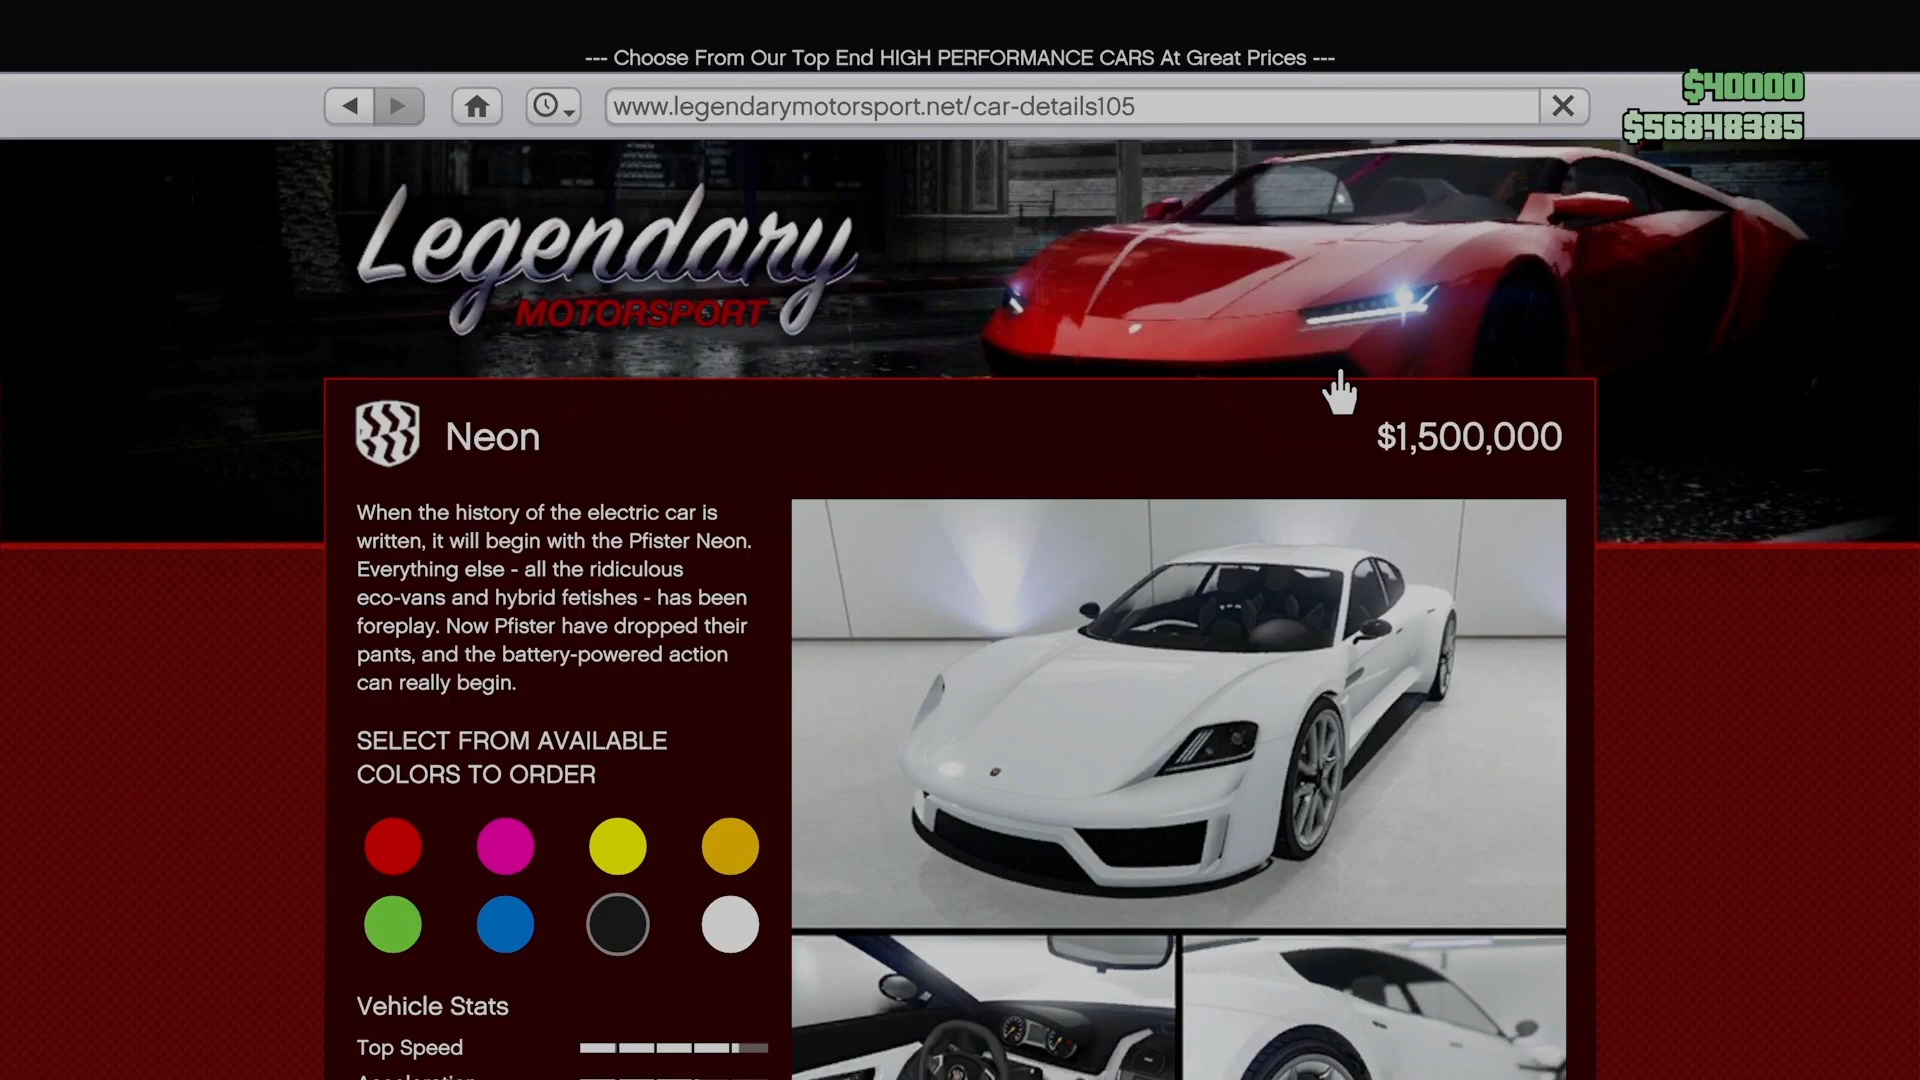 --- Choose From Our Top End HIGH PERFORMANCE CARS At Great Prices ---
www.legendarymotorsport.net/car-details105
$40000
$56848385
Legendary
MOTORSPORT
Neon
$1,500,000
When the history of the electric car is
written, it will begin with the Pfister Neon.
Everything else - all the ridiculous
eco-vans and hybrid fetishes - has been
foreplay. Now Pfister have dropped their
pants, and the battery-powered action
can really begin.
SELECT FROM AVAILABLE
COLORS TO ORDER
Vehicle Stats
Top Speed
Acceleration